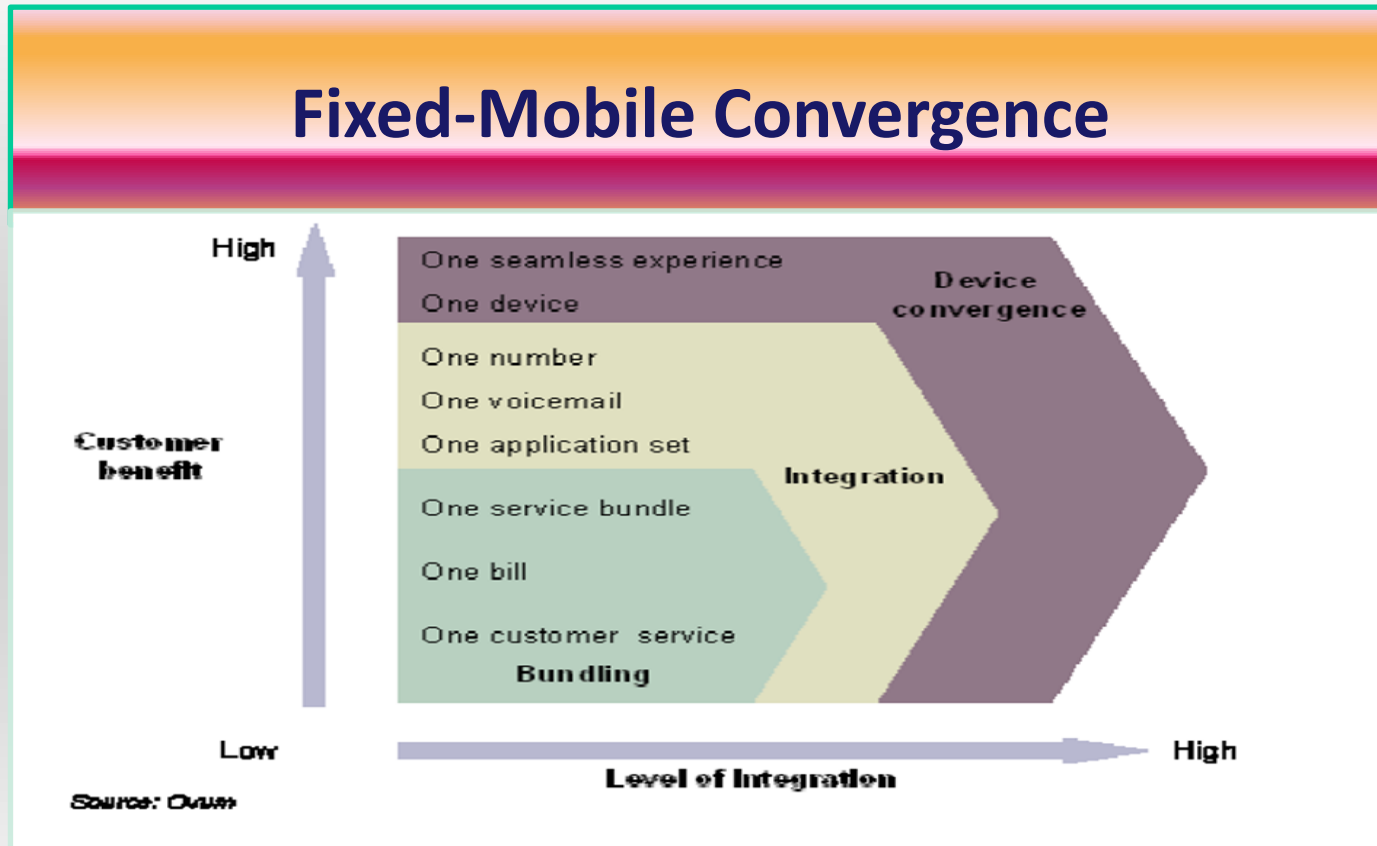 Fixed-Mobile Convergence
High
One seamless experience
One device
Device
convergence
One number
One voicemail
One application set
Customer
benefit
Integration
One service bundle
One bill
One customer service
Bundling
Low
High
Level of Integration
Source: Ovum